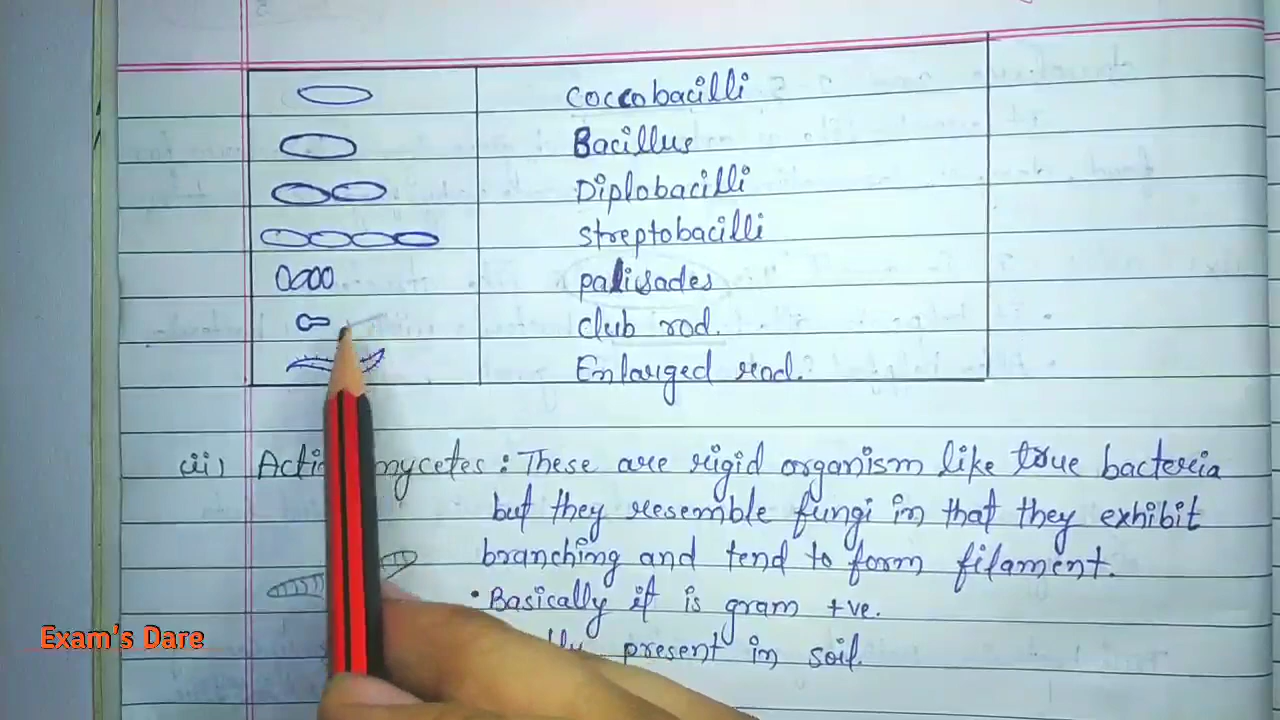 Coccobacilli
Bacillus
Diplobacilli
Streptobacilli
palisades
club rod.
Enlarged rod.
(ii) mycetes : These are rigid organism like true bacteria
but they resemble fungi in that they exhibit
branching and tend to form filament.
• Basically it is gram +ve.
present in soil.
Exam's Dare